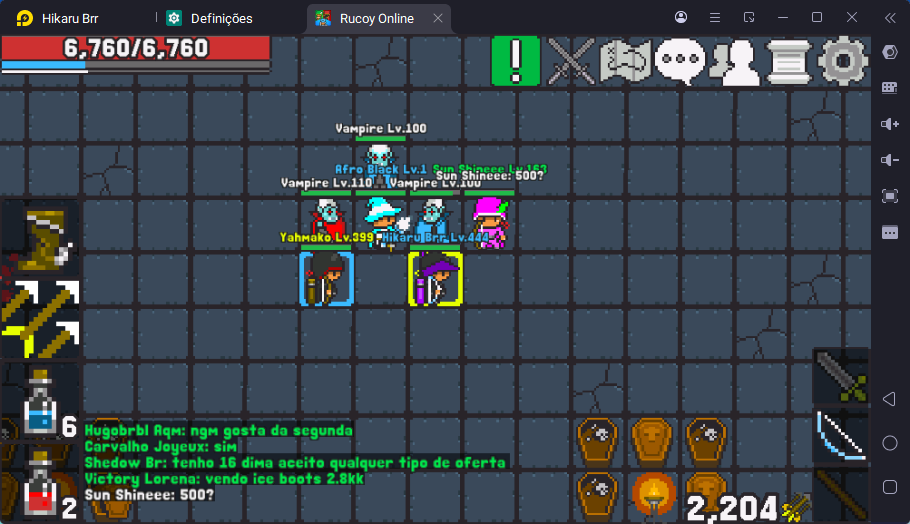 Hikaru Brr
Definições
Rucoy Online
6,760/6,760
Vampire Lv.100
Afro Black Lv.1
Sun Shineee Lv.163
Sun Shineee: 500?
Vampire Lv.110
Vampire Lv.100
Yahmako Lv.399
Hikaru Brr Lv.444
6
Hugobrbl Aqm: ngm gosta da segunda
Carvalho Joyeux: sim
Shedow Br: tenho 16 dima aceito qualquer tipo de oferta
Victory Lorena: vendo ice boots 2.8kk
Sun Shineee: 500?
2
2,204